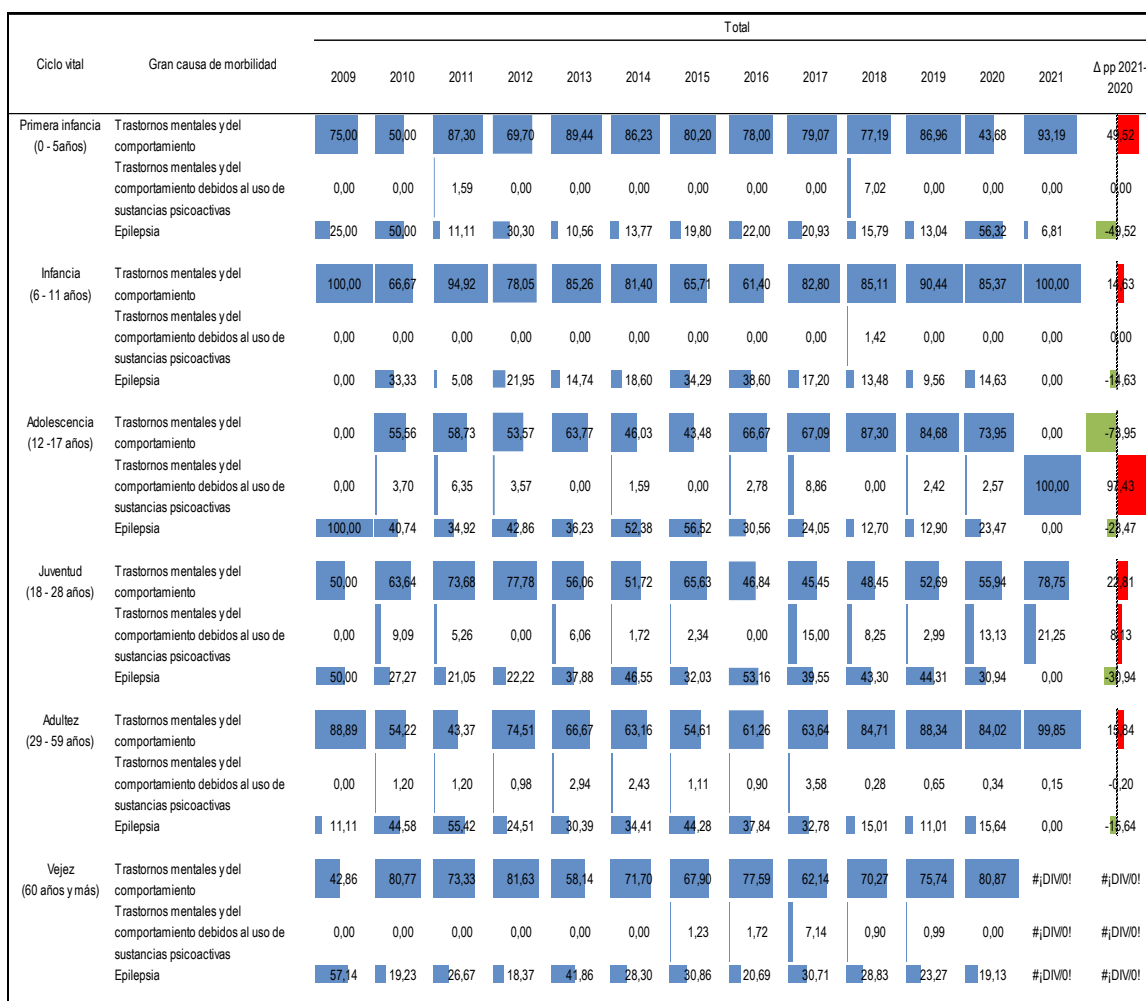 Total
Ciclo vital Gran causa de morbilidad 2009 2010 2011 2012 2013 2014 2015 2016 2017 2018 2019 2020 2021 Δ pp 2021-
2020
Primera infancia Trastornos mentales y del
(0 - 5años) comportamiento 75,00 50,00 87,30 69,70 89,44 86,23 80,20 78,00 79,07 77,19 86,96 43,68 93,19 49,52
Trastornos mentales y del
comportamiento debidos al uso de 0,00 0,00 1,59 0,00 0,00 0,00 0,00 0,00 0,00 7,02 0,00 0,00 0,00 0,00
sustancias psicoactivas
Epilepsia 25,00 50,00 11,11 30,30 10,56 13,77 19,80 22,00 20,93 15,79 13,04 56,32 6,81 -49,52
Infancia Trastornos mentales y del
(6 - 11 años) comportamiento 100,00 66,67 94,92 78,05 85,26 81,40 65,71 61,40 82,80 85,11 90,44 85,37 100,00 14,63
Trastornos mentales y del
comportamiento debidos al uso de 0,00 0,00 0,00 0,00 0,00 0,00 0,00 0,00 0,00 1,42 0,00 0,00 0,00 0,00
sustancias psicoactivas
Epilepsia 0,00 33,33 5,08 21,95 14,74 18,60 34,29 38,60 17,20 13,48 9,56 14,63 0,00 -14,63
Adolescencia Trastornos mentales y del
(12 -17 años) comportamiento 0,00 55,56 58,73 53,57 63,77 46,03 43,48 66,67 67,09 87,30 84,68 73,95 0,00 -73,95
Trastornos mentales y del
comportamiento debidos al uso de 0,00 3,70 6,35 3,57 0,00 1,59 0,00 2,78 8,86 0,00 2,42 2,57 100,00 97,43
sustancias psicoactivas
Epilepsia 100,00 40,74 34,92 42,86 36,23 52,38 56,52 30,56 24,05 12,70 12,90 23,47 0,00 -23,47
Juventud Trastornos mentales y del
(18 - 28 años) comportamiento 50,00 63,64 73,68 77,78 56,06 51,72 65,63 46,84 45,45 48,45 52,69 55,94 78,75 22,81
Trastornos mentales y del
comportamiento debidos al uso de 0,00 9,09 5,26 0,00 6,06 1,72 2,34 0,00 15,00 8,25 2,99 13,13 21,25 8,13
sustancias psicoactivas
Epilepsia 50,00 27,27 21,05 22,22 37,88 46,55 32,03 53,16 39,55 43,30 44,31 30,94 0,00 -30,94
Adultez Trastornos mentales y del
(29 - 59 años) comportamiento 88,89 54,22 43,37 74,51 66,67 63,16 54,61 61,26 63,64 84,71 88,34 84,02 99,85 15,84
Trastornos mentales y del
comportamiento debidos al uso de 0,00 1,20 1,20 0,98 2,94 2,43 1,11 0,90 3,58 0,28 0,65 0,34 0,15 -0,20
sustancias psicoactivas
Epilepsia 11,11 44,58 55,42 24,51 30,39 34,41 44,28 37,84 32,78 15,01 11,01 15,64 0,00 -15,64
Vejez Trastornos mentales y del
(60 años y más) comportamiento 42,86 80,77 73,33 81,63 58,14 71,70 67,90 77,59 62,14 70,27 75,74 80,87 #¡DIV/0! #¡DIV/0!
Trastornos mentales y del
comportamiento debidos al uso de 0,00 0,00 0,00 0,00 0,00 0,00 1,23 1,72 7,14 0,90 0,99 0,00 #¡DIV/0! #¡DIV/0!
sustancias psicoactivas
Epilepsia 57,14 19,23 26,67 18,37 41,86 28,30 30,86 20,69 30,71 28,83 23,27 19,13 #¡DIV/0! #¡DIV/0!